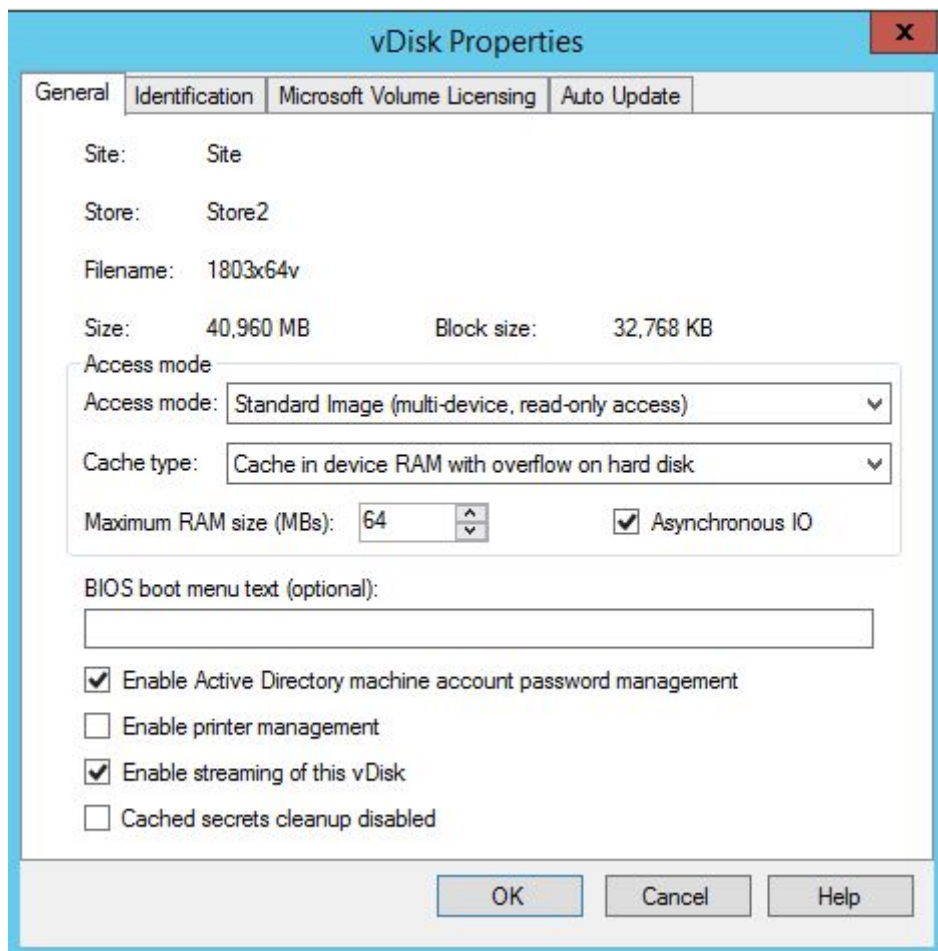 vDisk Properties
x
General Identification Microsoft Volume Licensing Auto Update
Site: Site
Store: Store2
Filename: 1803x64v
Size: 40,960 MB Block size: 32,768 KB
Access mode
Access mode: Standard Image (multi-device, read-only access)
Cache type: Cache in device RAM with overflow on hard disk
Maximum RAM size (MBs): 64 Asynchronous IO
BIOS boot menu text (optional):
Enable Active Directory machine account password management
Enable printer management
Enable streaming of this vDisk
Cached secrets cleanup disabled
OK Cancel Help